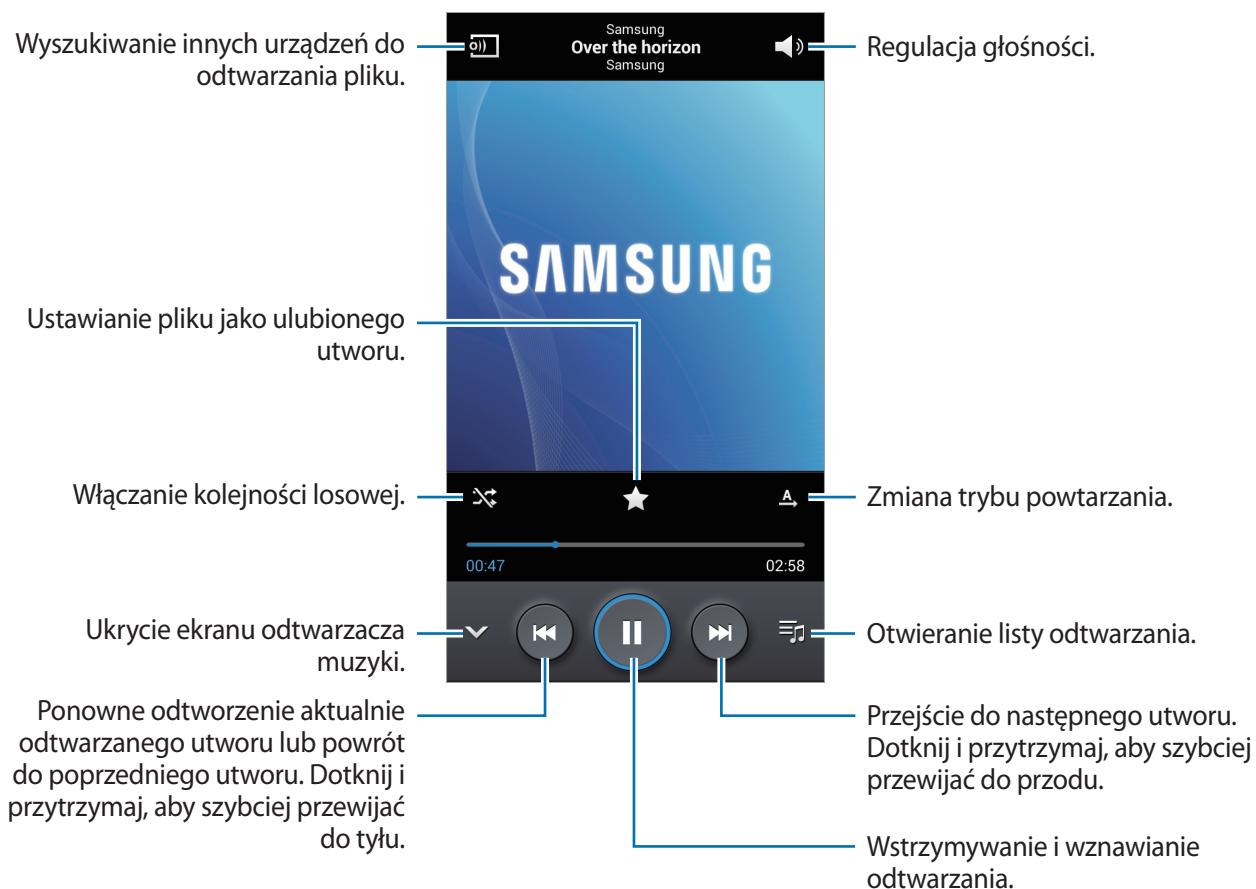 Wyszukiwanie innych urządzeń do
odtwarzania pliku.
Samsung
Over the horizon
Samsung
Regulacja głośności.
SAMSUNG
Ustawianie pliku jako ulubionego
utworu.
Włączanie kolejności losowej.
A
Zmiana trybu powtarzania.
00:47
02:58
Ukrycie ekranu odtwarzacza
muzyki.
Otwieranie listy odtwarzania.
Ponowne odtworzenie aktualnie
odtwarzanego utworu lub powrót
do poprzedniego utworu. Dotknij i
przytrzymaj, aby szybciej przewijać
do tyłu.
Przejście do następnego utworu.
Dotknij i przytrzymaj, aby szybciej
przewijać do przodu.
Wstrzymywanie i wznawianie
odtwarzania.